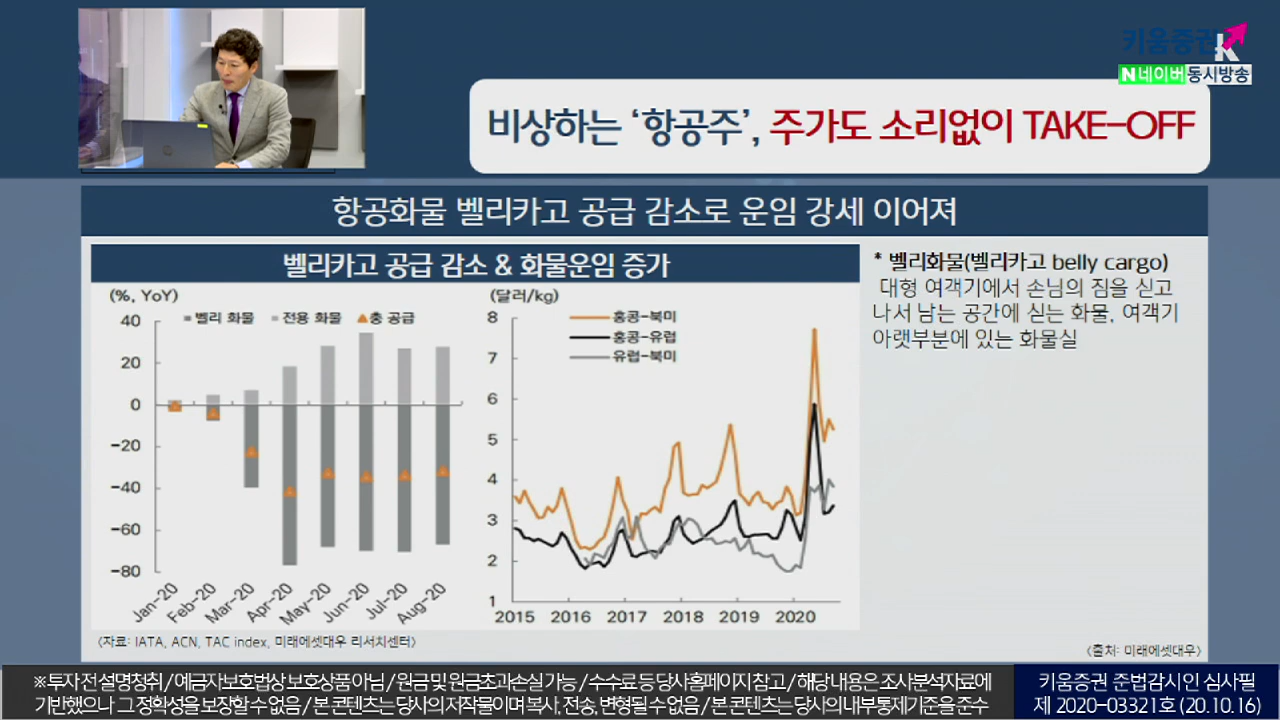 키움증권
N 네이버 동시방송
비상하는 ‘항공주’, 주가도 소리없이 TAKE-OFF
항공화물 벨리카고 공급 감소로 운임 강세 이어져
벨리카고 공급 감소 & 화물운임 증가
(%, YoY)
■ 벨리 화물 ■ 전용 화물 ▲총 공급
40
20
0
-20
-40
-60
-80
Jan-20 Feb-20 Mar-20 Apr-20 May-20 Jun-20 Jul-20 Aug-20
(달러/kg)
홍콩-북미
홍콩-유럽
유럽-북미
8
7
6
5
4
3
2
1
2015 2016 2017 2018 2019 2020
〈자료: IATA, ACN, TAC index, 미래에셋대우 리서치센터〉
* 벨리화물(벨리카고 belly cargo)
대형 여객기에서 손님의 짐을 싣고
나서 남는 공간에 싣는 화물, 여객기
아랫부분에 있는 화물실
〈출처: 미래에셋대우〉
※ 투자 전 설명청취 / 예금자보호법상 보호상품 아님 / 원금 및 원금초과손실 가능 / 수수료 등 당사홈페이지 참고 / 해당 내용은 조사분석자료에
기반했으나 그 정확성을 보장할 수 없음 / 본 콘텐츠는 당사의 저작물이며 복사, 전송, 변형될 수 없음 / 본 콘텐츠는 당사의 내부통제기준을 준수
키움증권 준법감시인 심사필
제 2020-03321호 (20.10.16)